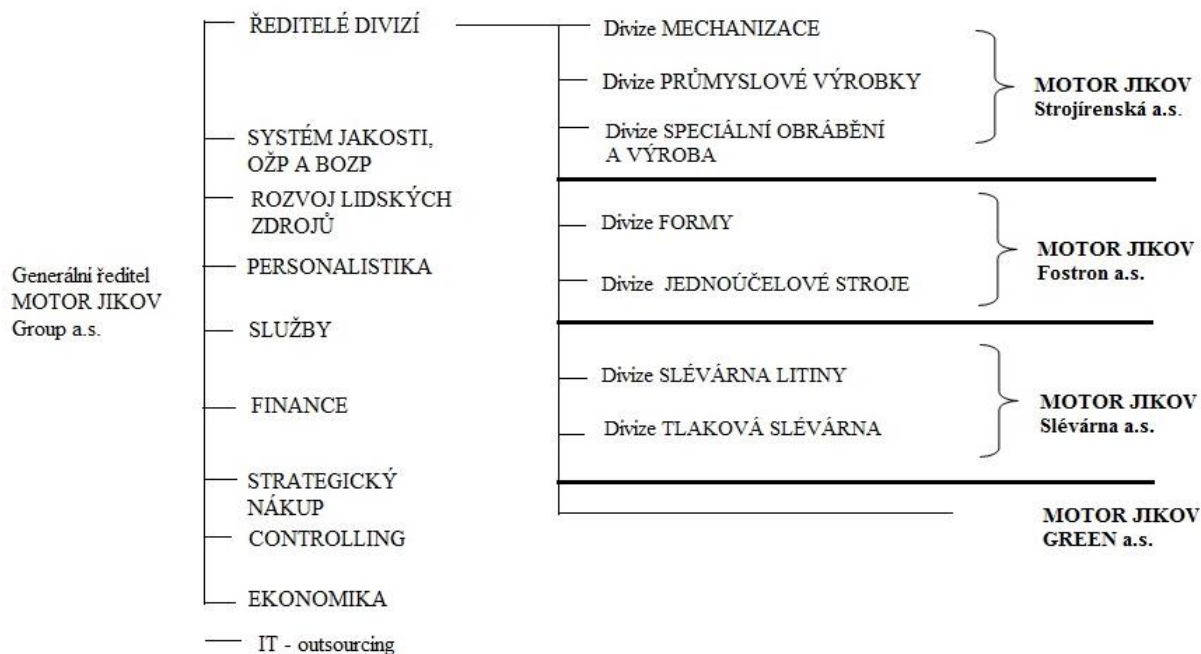 Generální ředitel
MOTOR JIKOV
Group a.s.
ŘEDITELÉ DIVIZÍ
SYSTÉM JAKOSTI,
OŽP A BOZP
ROZVOJ LIDSKÝCH
ZDROJŮ
PERSONALISTIKA
SLUŽBY
FINANCE
STRATEGICKÝ
NÁKUP
CONTROLLING
EKONOMIKA
IT - outsourcing
Divize MECHANIZACE
Divize PRŮMYSLOVÉ VÝROBKY
Divize SPECIÁLNÍ OBRÁBĚNÍ
A VÝROBA
MOTOR JIKOV
Strojírenská a.s.
Divize FORMY
Divize JEDNOÚČELOVÉ STROJE
MOTOR JIKOV
Fostron a.s.
Divize SLÉVÁRNA LITINY
Divize TLAKOVÁ SLÉVÁRNA
MOTOR JIKOV
Slévárna a.s.
MOTOR JIKOV
GREEN a.s.